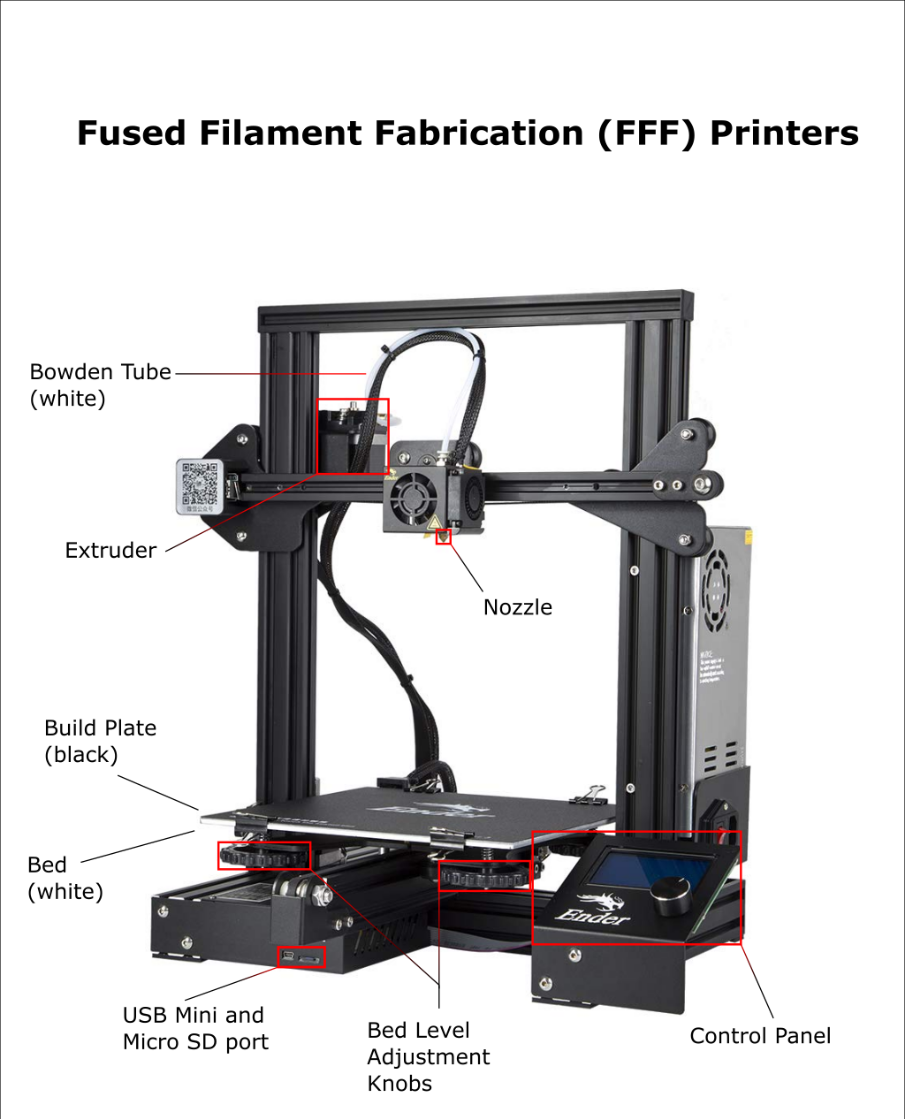 Fused Filament Fabrication (FFF) Printers
Bowden Tube
(white)
Extruder
Nozzle
Build Plate
(black)
Ender
Bed
(white)
Ender
USB Mini and
Micro SD port
Bed Level
Adjustment
Knobs
Control Panel